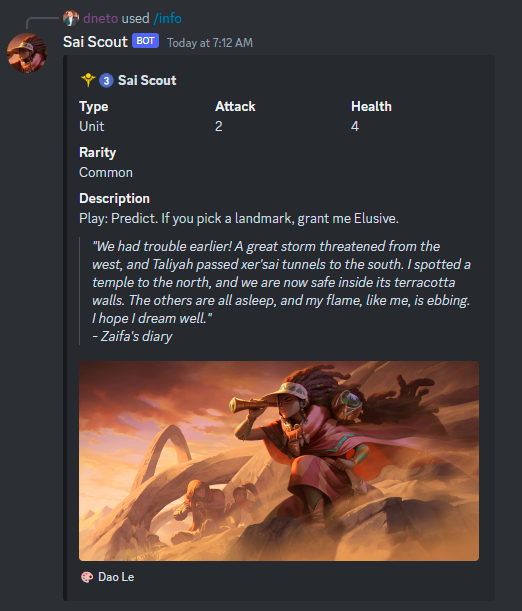 dneto used /info
Sai Scout BOT Today at 7:12 AM
3 Sai Scout
Type Attack Health
Unit 2 4
Rarity
Common
Description
Play: Predict. If you pick a landmark, grant me Elusive.
"We had trouble earlier! A great storm threatened from the
west, and Taliyah passed xer'sai tunnels to the south. I spotted a
temple to the north, and we are now safe inside its terracotta
walls. The others are all asleep, and my flame, like me, is ebbing.
I hope I dream well."
- Zaifa's diary
Dao Le